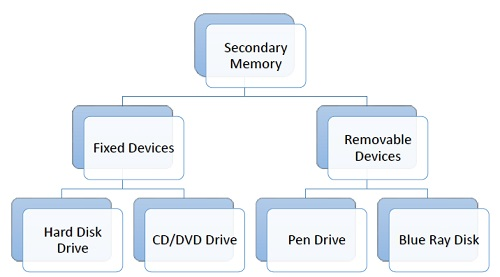 Secondary
Memory
Fixed Devices
Removable
Devices
Hard Disk
Drive
CD/DVD Drive
Pen Drive
Blue Ray Disk